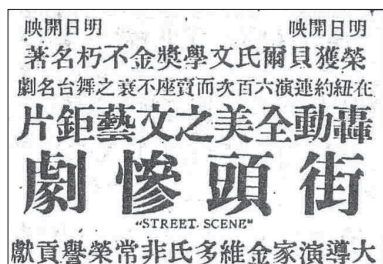 明日開映 明日開映
榮獲貝爾氏文學獎金不朽名著
在紐約連演六百次而賣座不衰之舞台名劇
轟動全美之文藝鉅片
街頭慘劇
"STREET. SCENE"
大導演家金維多氏非常榮譽貢獻